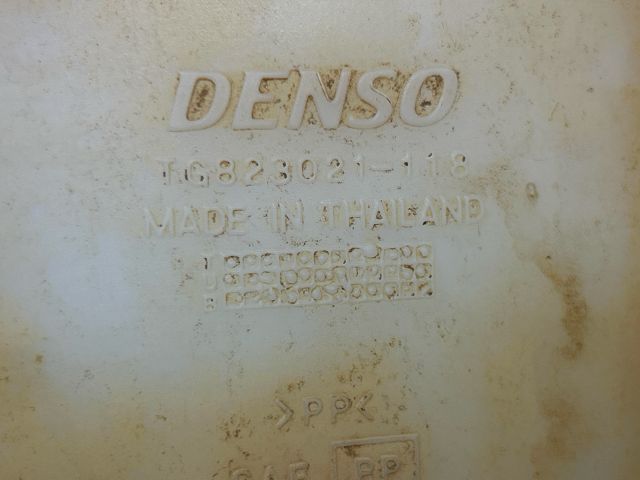 DENSO
TG823021-118
MADE IN THAILAND
>PP<
PP